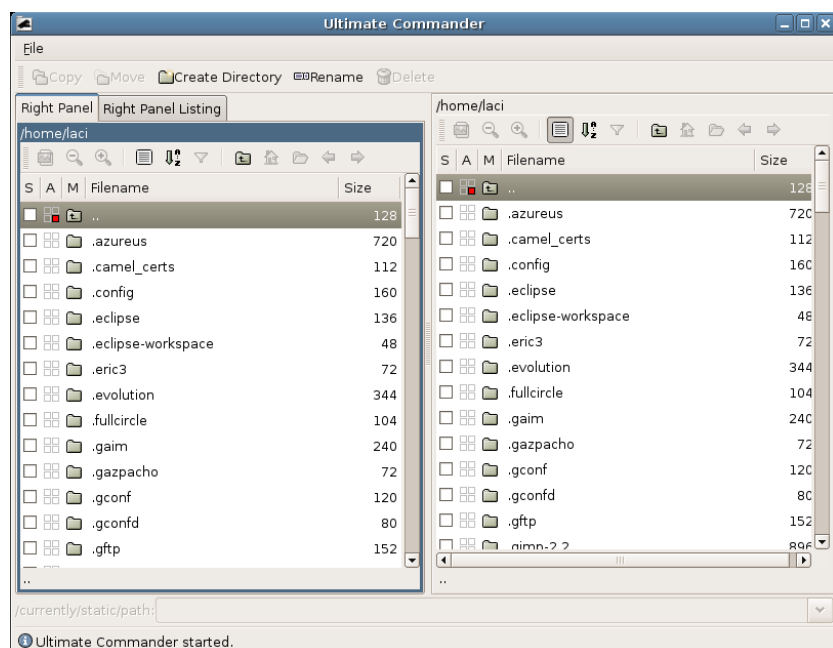 Ultimate Commander
File
Copy Move Create Directory Rename Delete
Right Panel Right Panel Listing
/home/laci
S A M Filename Size
.. 128
.azureus 720
.camel_certs 112
.config 160
.eclipse 136
.eclipse-workspace 48
.eric3 72
.evolution 344
.fullcircle 104
.gaim 240
.gazpacho 72
.gconf 120
.gconfd 80
.gftp 152
..
/home/laci
S A M Filename Size
.. 128
.azureus 720
.camel_certs 112
.config 160
.eclipse 136
.eclipse-workspace 48
.eric3 72
.evolution 344
.fullcircle 104
.gaim 240
.gazpacho 72
.gconf 120
.gconfd 80
.gftp 152
.gimp-2.2 896
..
/currently/static/path:
Ultimate Commander started.